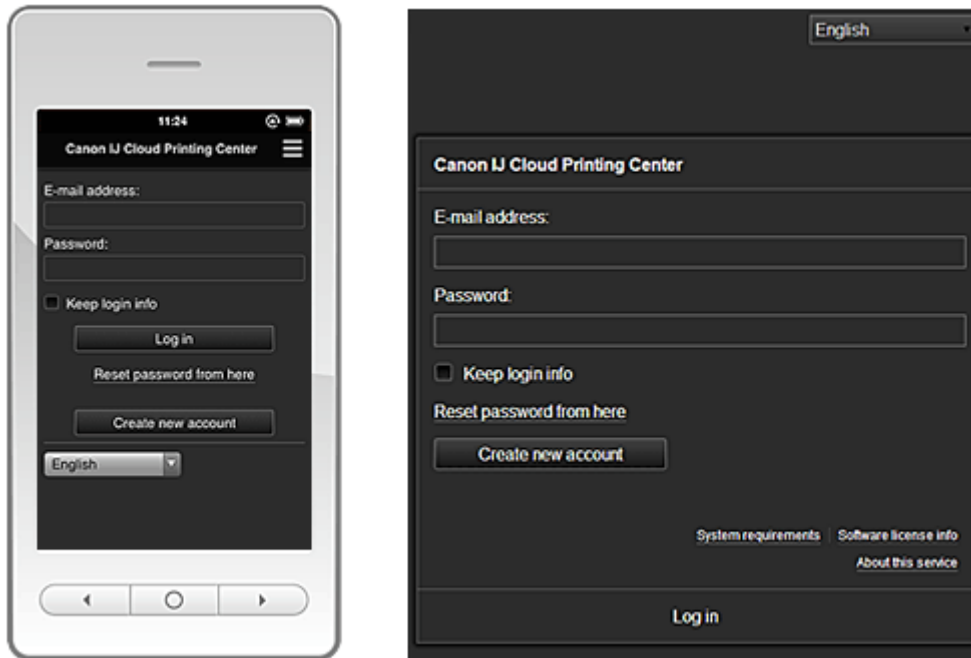 11:24
Canon IJ Cloud Printing Center
E-mail address:
Password:
Keep login info
Log in
Reset password from here
Create new account
English
English
Canon IJ Cloud Printing Center
E-mail address:
Password:
Keep login info
Reset password from here
Create new account
System requirements Software license info
About this service
Log in